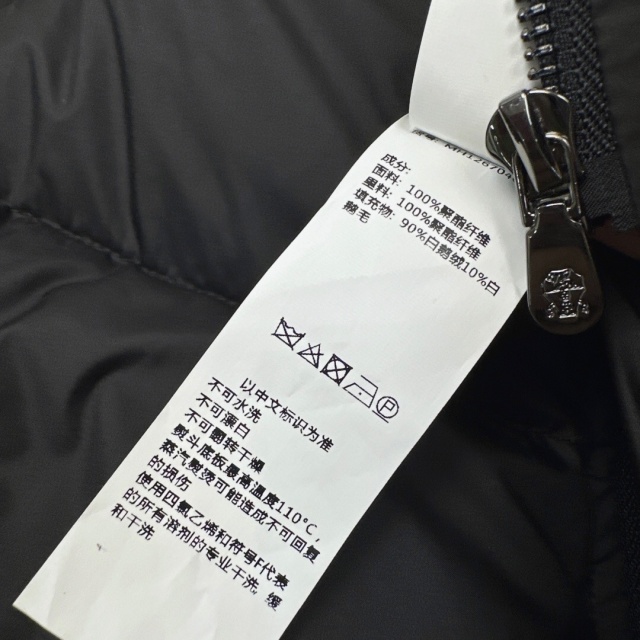 成分:
面料: 100%聚酯纤维
里料: 100%聚酯纤维
填充物: 90%白鹅绒10%白
鹅毛
以中文标识为准
不可水洗
不可漂白
不可翻转干燥
熨斗底板最高温度110℃,
蒸汽熨烫可能造成不可回复
的损伤
使用四氯乙烯和符号F代表
的所有溶剂的专业干洗 缓
和干洗